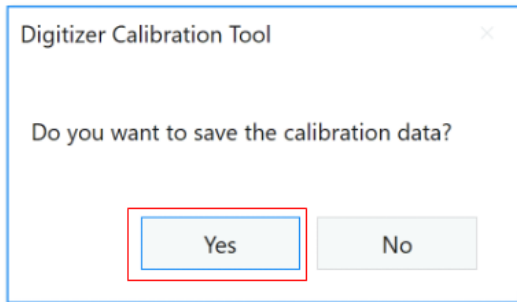 Digitizer Calibration Tool
Do you want to save the calibration data?
Yes No